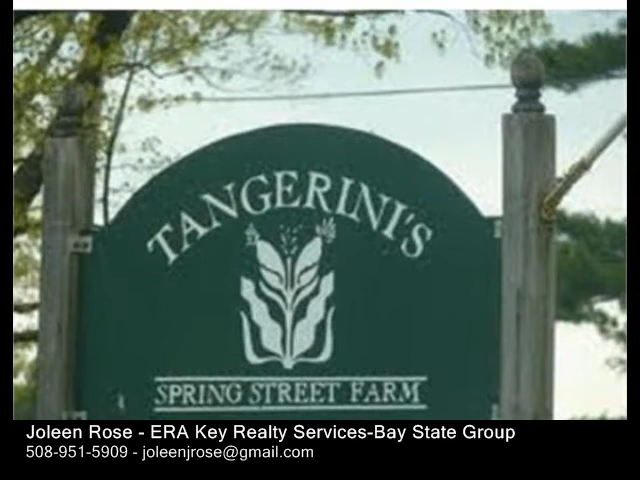 TANGERINI'S
SPRING STREET FARM
Joleen Rose - ERA Key Realty Services-Bay State Group
508-951-5909 - joleenjrose@gmail.com